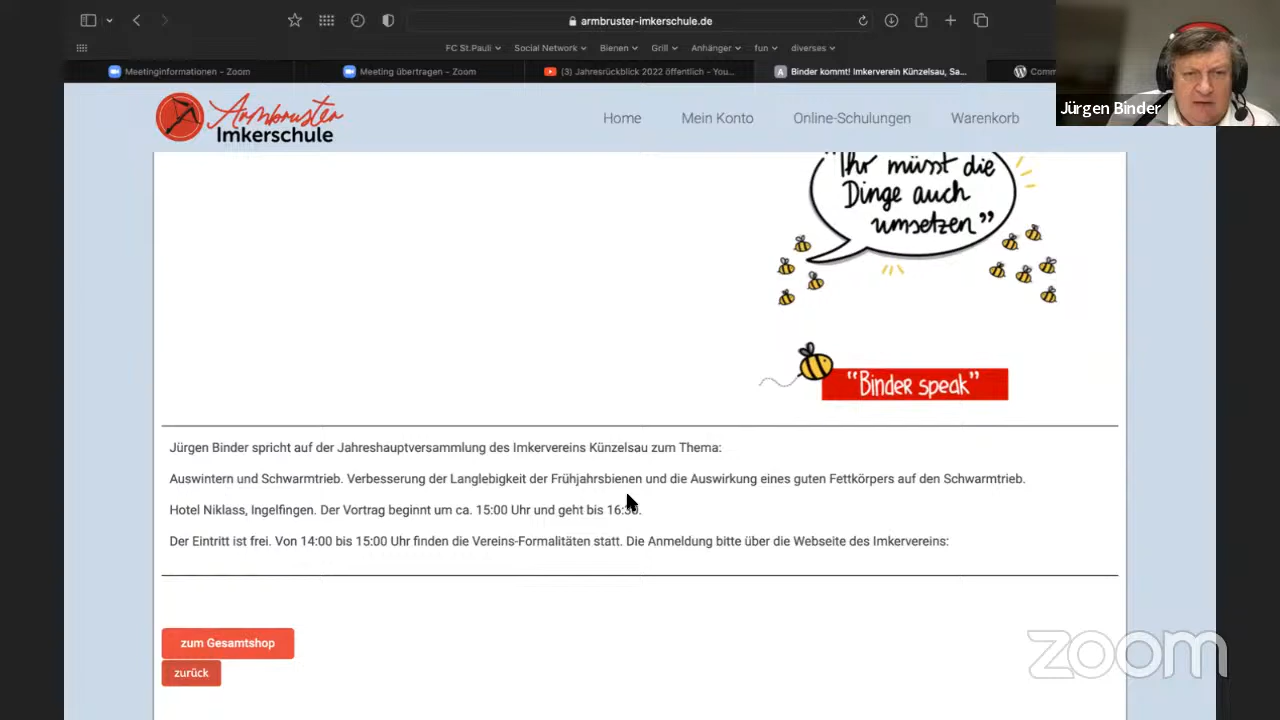 armbruster-imkerschule.de
FC St.Pauli
Social Network
Bienen
Grill
Anhänger
fun
diverses
Meetinginformationen - Zoom
Meeting übertragen - Zoom
(3) Jahresrückblick 2022 öffentlich - You...
A
Binder kommt! Imkerverein Künzelsau, Sa...
Comm
Jürgen Binder
Armbruster
Imkerschule
Home
Mein Konto
Online-Schulungen
Warenkorb
"Ihr müsst die
Dinge auch
umsetzen"
"Binder speak"
Jürgen Binder spricht auf der Jahreshauptversammlung des Imkervereins Künzelsau zum Thema:
Auswintern und Schwarmtrieb. Verbesserung der Langlebigkeit der Frühjahrsbienen und die Auswirkung eines guten Fettkörpers auf den Schwarmtrieb.
Hotel Niklass, Ingelfingen. Der Vortrag beginnt um ca. 15:00 Uhr und geht bis 16:30.
Der Eintritt ist frei. Von 14:00 bis 15:00 Uhr finden die Vereins-Formalitäten statt. Die Anmeldung bitte über die Webseite des Imkervereins:
zum Gesamtshop
zurück
zoom